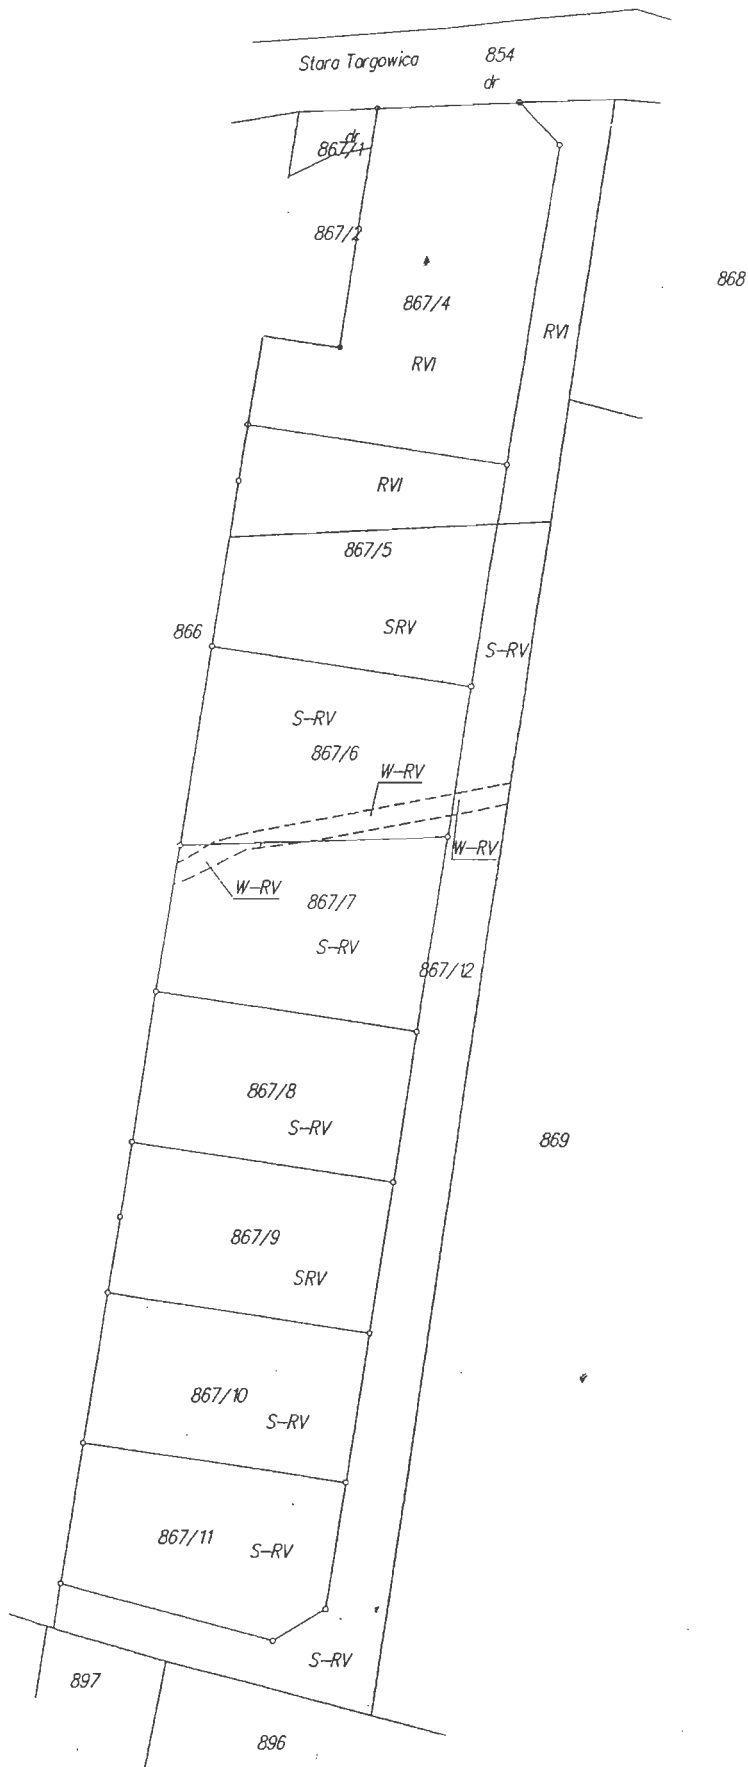 Stara Targowica
854
dr
dr
867/1
867/2
868
867/4
RVI
RVI
RVI
867/5
SRV
866
S-RV
S-RV
867/6
W-RV
W-RV
W-RV
867/7
S-RV
867/12
867/8
S-RV
869
867/9
SRV
867/10
S-RV
867/11
S-RV
S-RV
897
896